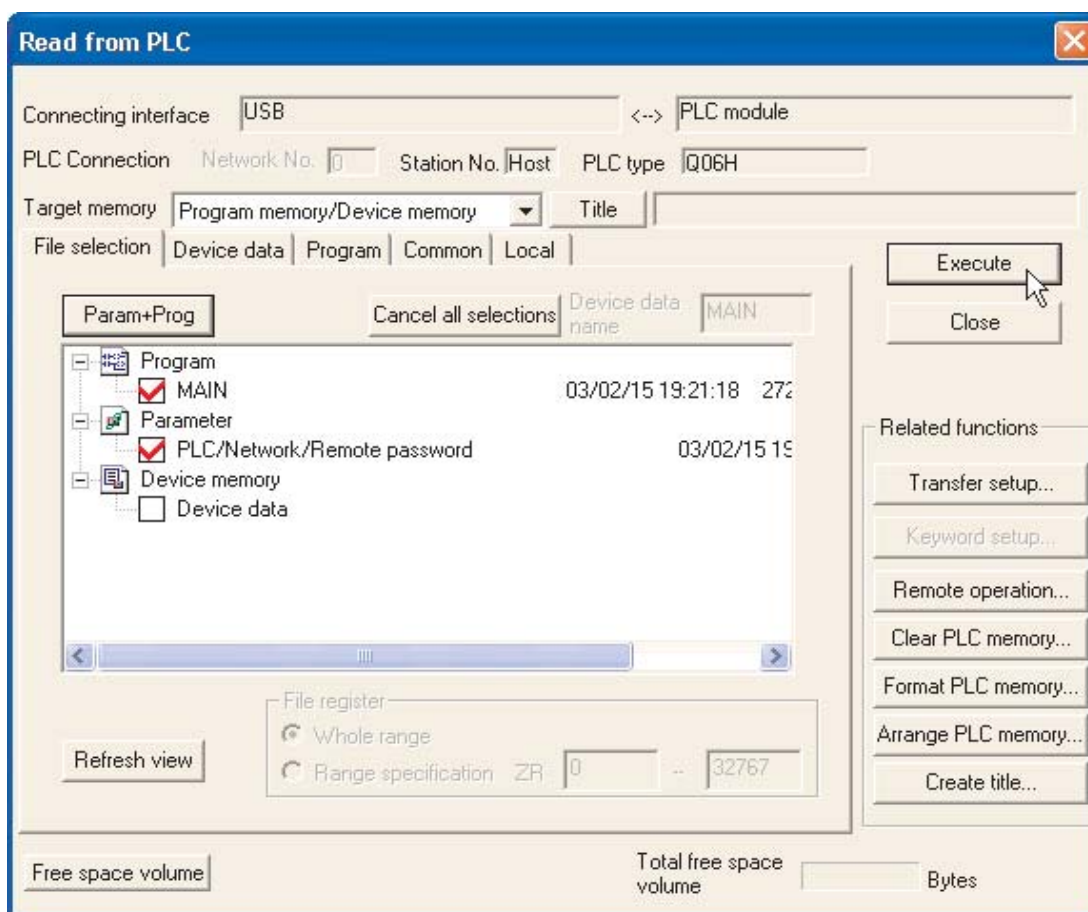 Read from PLC
Connecting interface USB <--> PLC module
PLC Connection Network No. 0 Station No. Host PLC type Q06H
Target memory Program memory/Device memory Title
File selection Device data Program Common Local
Execute
Param+Prog Cancel all selections Device data name MAIN
Close
Program
MAIN 03/02/15 19:21:18 272
Parameter
PLC/Network/Remote password 03/02/15 19
Device memory
Device data
Related functions
Transfer setup...
Keyword setup...
Remote operation...
Clear PLC memory...
Format PLC memory...
Arrange PLC memory...
Create title...
File register
Whole range
Refresh view
Range specification ZR 0 -- 32767
Free space volume
Total free space volume Bytes